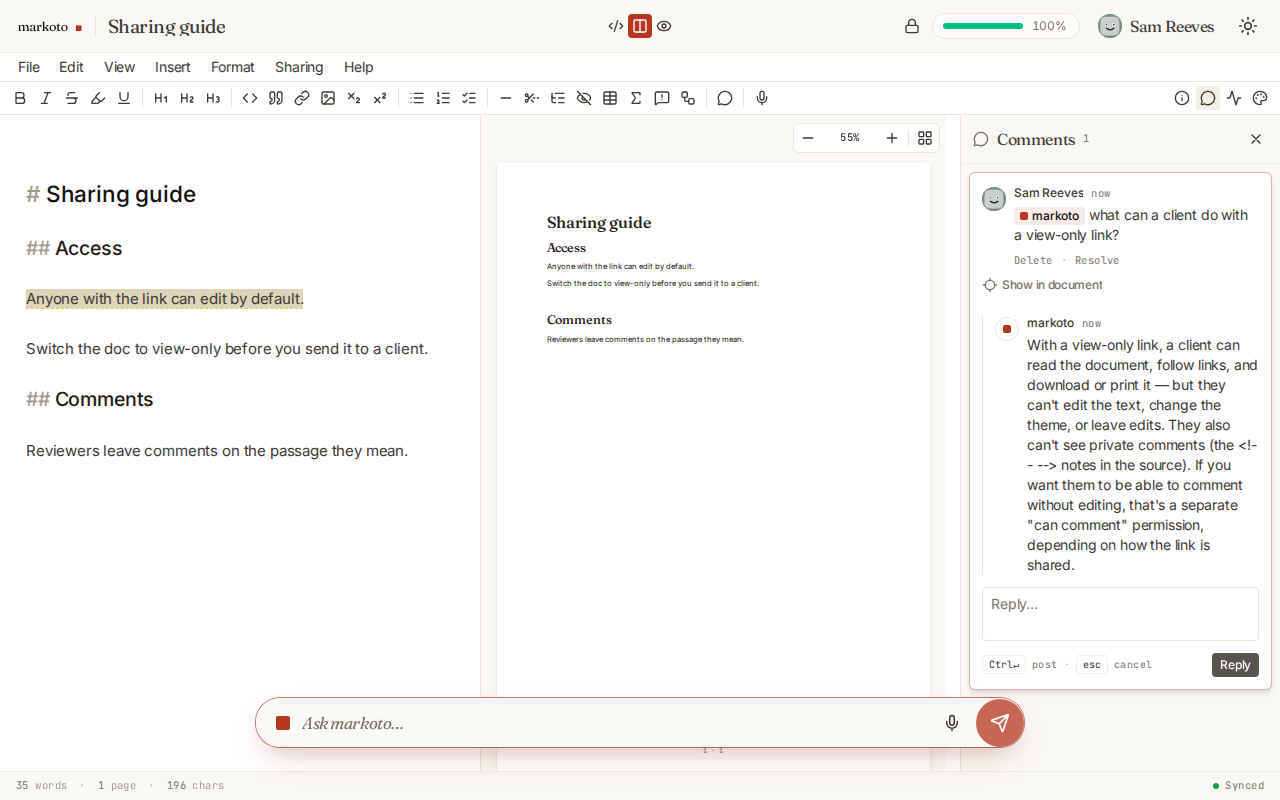 markoto
Sharing guide
100%
Sam Reeves
File Edit View Insert Format Sharing Help
H1 H2 H3
55%
# Sharing guide
## Access
Anyone with the link can edit by default.
Switch the doc to view-only before you send it to a client.
## Comments
Reviewers leave comments on the passage they mean.
Sharing guide
Access
Anyone with the link can edit by default.
Switch the doc to view-only before you send it to a client.
Comments
Reviewers leave comments on the passage they mean.
1 · 1
Comments 1
Sam Reeves now
markoto what can a client do with
a view-only link?
Delete · Resolve
Show in document
markoto now
With a view-only link, a client can
read the document, follow links, and
download or print it — but they
can't edit the text, change the
theme, or leave edits. They also
can't see private comments (the <!-
- --> notes in the source). If you
want them to be able to comment
without editing, that's a separate
"can comment" permission,
depending on how the link is
shared.
Reply...
Ctrl↵ post · esc cancel
Reply
Ask markoto...
35 words · 1 page · 196 chars
Synced